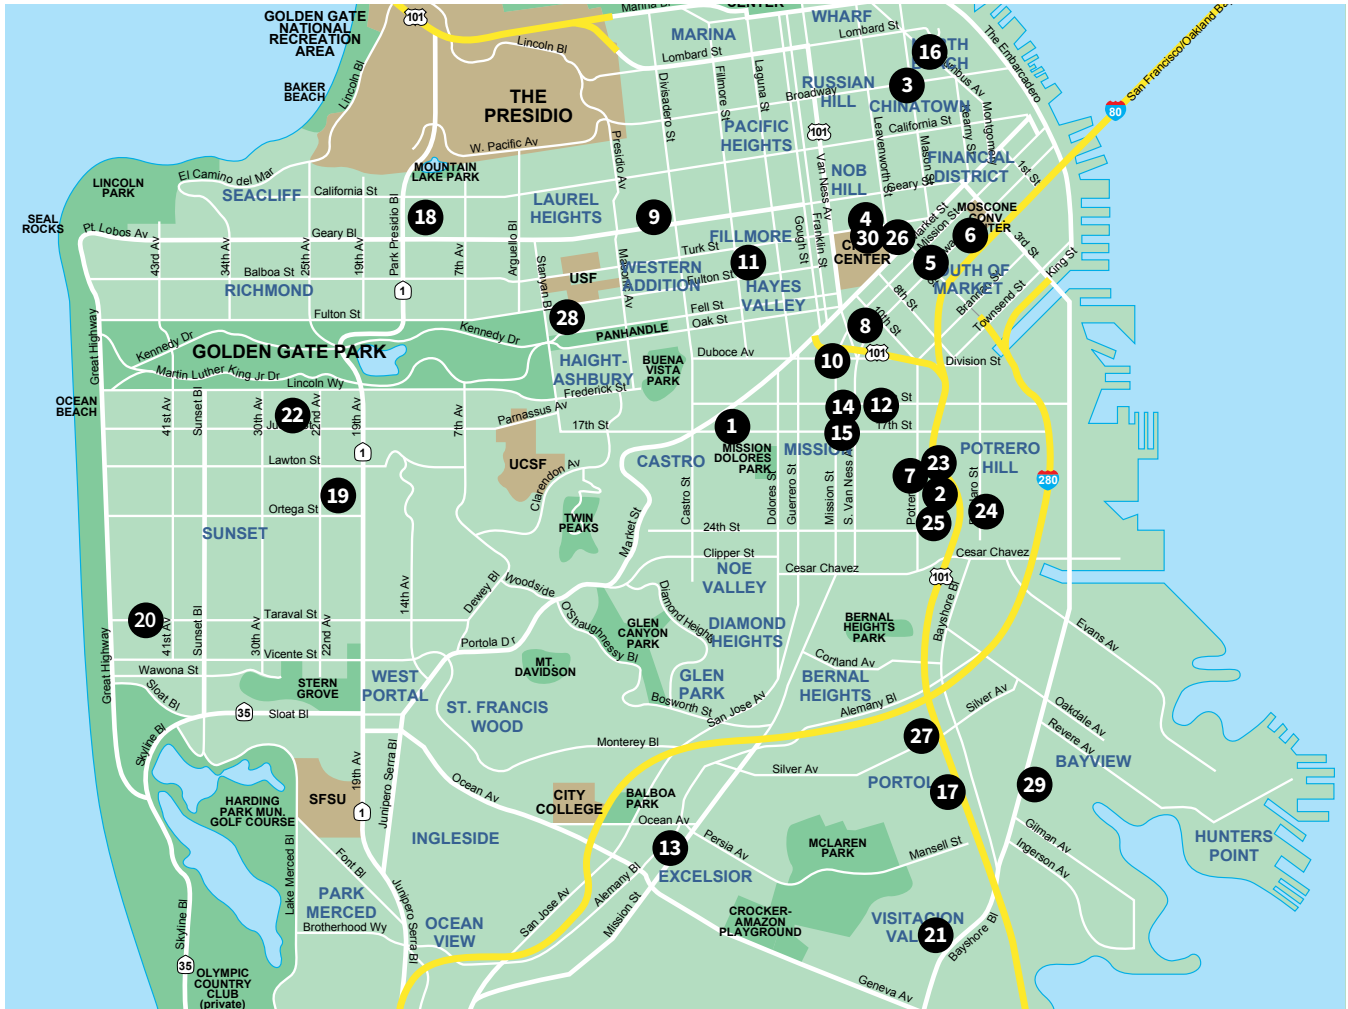 Marina Bl
CENTER
GOLDEN GATE
NATIONAL
RECREATION
AREA
101
WHARF
MARINA
Lombard St
Lincoln Bl
Lombard St
16
The Embarcadero
San Francisco/Oakland Bay
80
BAKER
BEACH
Lincoln Bl
THE
PRESIDIO
Divisadero St
Fillmore St
Laguna St
RUSSIAN
HILL
Broadway
3
CHINATOWN
Kearny St
Montgomery
PACIFIC
HEIGHTS
101
California St
W. Pacific Av
Presidio Av
Van Ness Av
Leavenworth St
Mason St
FINANCIAL
DISTRICT
1st St
MOUNTAIN
LAKE PARK
NOB
HILL
Geary St
LINCOLN
PARK
El Camino del Mar
SEACLIFF
California St
LAUREL
HEIGHTS
SEAL
ROCKS
Pt. Lobos Av
18
9
4
30
26
Market St
Mission St
MOSCONE
CONV.
6
3rd St
King St
43rd Av
34th Av
25th Av
19th Av
Park Presidio Bl
7th Av
Arguello Bl
Geary Bl
FILLMORE
Gough St
Franklin St
CENTER
Turk St
11
5
Balboa St
RICHMOND
1
Stanyan Bl
USF
Masonic Av
WESTERN
ADDITION
Fulton St
HAYES
VALLEY
8th St
SOUTH OF
MARKET
Townsend St
Fulton St
28
Fell St
Oak St
PANHANDLE
10th St
8
Great Highway
Kennedy Dr
Kennedy Dr
GOLDEN GATE PARK
HAIGHT-
ASHBURY
BUENA
VISTA
PARK
Duboce Av
10
101
Division St
Martin Luther King Jr Dr
Lincoln Wy
Frederick St
OCEAN
BEACH
41st Av
Sunset Bl
30th Av
22
22nd Av
19th Av
7th Av
Parnassus Av
17th St
1
14
12
St
17th St
15
1
Lawton St
UCSF
Clarendon Av
CASTRO
MISSION
DOLORES
PARK
MISSION
7
23
2
POTRERO
HILL
280
19
Ortega St
SUNSET
TWIN
PEAKS
Market St
Castro St
Dolores St
Guerrero St
Mission St
S. Van Ness
24th St
25
24
Clipper St
NOE
VALLEY
Cesar Chavez
Cesar Chavez
101
Bayshore Bl
14th Av
Dewey Bl
Woodside
O'Shaughnessy Bl
Diamond Heights
20
41st Av
Sunset Bl
30th Av
22nd Av
Taraval St
Vicente St
Portola Dr
GLEN
CANYON
PARK
DIAMOND
HEIGHTS
BERNAL
HEIGHTS
PARK
Evans Av
Great Highway
Wawona St
STERN
GROVE
WEST
PORTAL
MT.
DAVIDSON
GLEN
PARK
Cortland Av
BERNAL
HEIGHTS
Sloat Bl
35
Sloat Bl
ST. FRANCIS
WOOD
Bosworth St
San Jose Av
Alemany Bl
Silver Av
Oakdale Av
Revere Av
Skyline Bl
Monterey Bl
27
BAYVIEW
19th Av
Junipero Serra Bl
Ocean Av
Silver Av
17
29
HARDING
PARK MUN.
GOLF COURSE
SFSU
1
CITY
COLLEGE
BALBOA
PARK
Ocean Av
Persia Av
MCLAREN
PARK
Mansell St
Gilman Av
Ingerson Av
HUNTERS
POINT
INGLESIDE
13
EXCELSIOR
Lake Merced Bl
Font Bl
PARK
MERCED
Brotherhood Wy
Junipero Serra Bl
OCEAN
VIEW
San Jose Av
Alemany Bl
Mission St
CROCKER-
AMAZON
PLAYGROUND
VISITACION
21
Bayshore Bl
Skyline Bl
35
OLYMPIC
COUNTRY
CLUB
(private)
Geneva Av